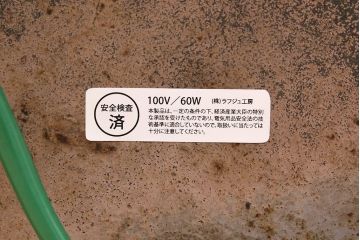 安全検査
済
100V／60W (株)ラフジュ工房
本製品は、一定の条件の下、経済産業大臣の特別
な承認を受けたものであり、電気用品安全法の技
術基準に適合していないので、取扱いに当たっては
十分に注意してください。